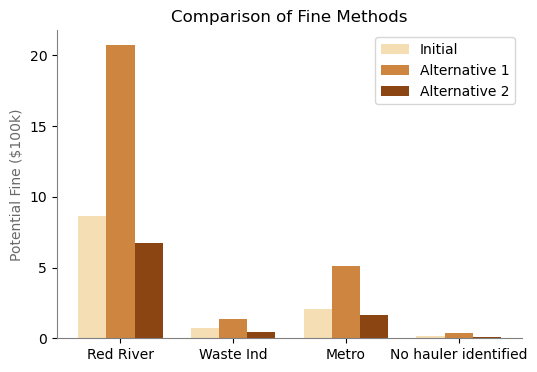 Comparison of Fine Methods
Initial
Alternative 1
Alternative 2
Potential Fine ($100k)
20
15
10
5
0
Red River
Waste Ind
Metro
No hauler identified